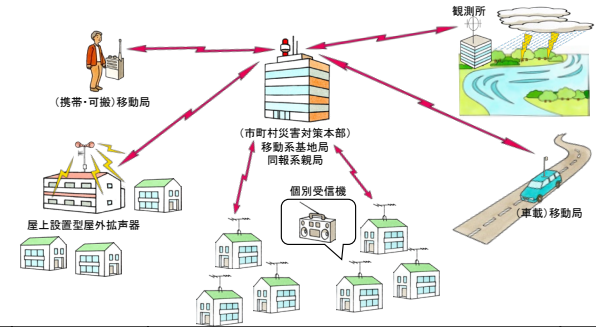 観測所
(携帯・可搬)移動局
(市町村災害対策本部)
移動系基地局
同報系親局
個別受信機
(車載)移動局
屋上設置型屋外拡声器